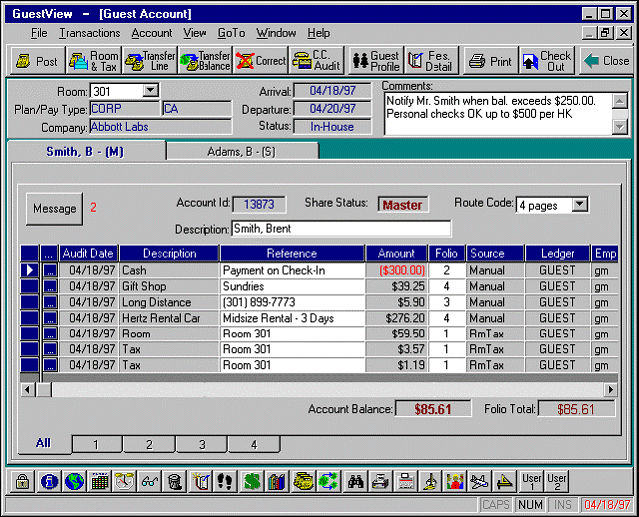 GuestView - [Guest Account]
File Transactions Account View GoTo Window Help
Post Room & Tax Transfer Line Transfer Balance Correct C.C. Audit Guest Profile Fes. Detail Print Check Out Close
Room: 301 Arrival: 04/18/97 Comments:
Plan/Pay Type: CORP CA Departure: 04/20/97 Notify Mr. Smith when bal. exceeds $250.00.
Company: Abbott Labs Status: In-House Personal checks OK up to $500 per HK
Smith, B - (M) Adams, B - (S)
Message 2 Account Id: 13873 Share Status: Master Route Code: 4 pages
Description: Smith, Brent
... Audit Date Description Reference Amount Folio Source Ledger Emp
... 04/18/97 Cash Payment on Check-In ($300.00) 2 Manual GUEST gm
... 04/18/97 Gift Shop Sundries $39.25 4 Manual GUEST gm
... 04/18/97 Long Distance (301) 899-7773 $5.90 3 Manual GUEST gm
... 04/18/97 Hertz Rental Car Midsize Rental - 3 Days $276.20 4 Manual GUEST gm
... 04/18/97 Room Room 301 $59.50 1 RmTax GUEST gm
... 04/18/97 Tax Room 301 $3.57 1 RmTax GUEST gm
... 04/18/97 Tax Room 301 $1.19 1 RmTax GUEST gm
Account Balance: $85.61 Folio Total: $85.61
All 1 2 3 4
User 1 User 2
CAPS NUM INS 04/18/97